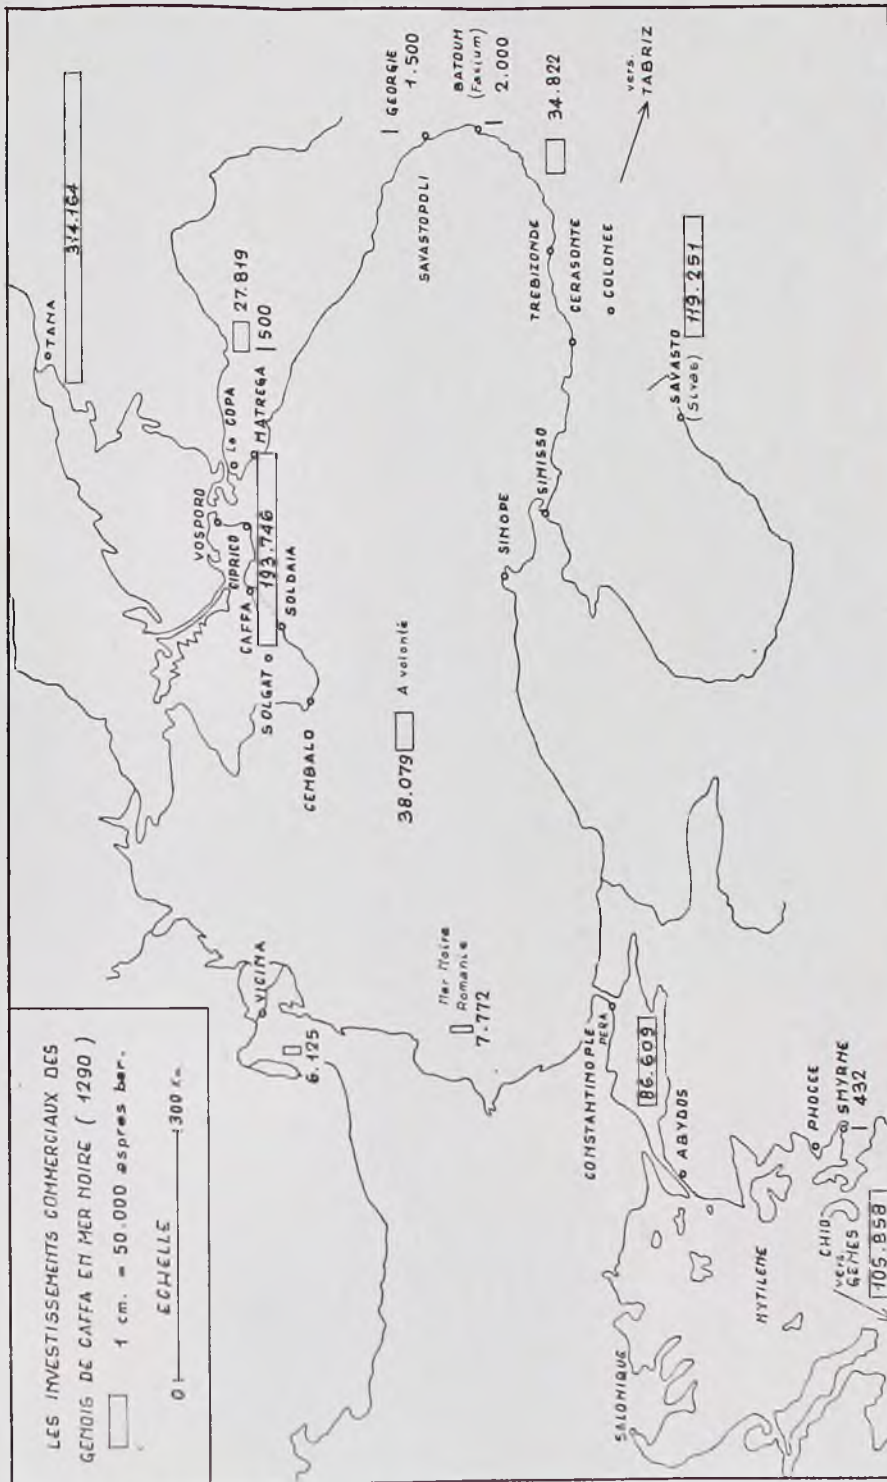 LES INVESTISSEMENTS COMMERCIAUX DES
GENOIS DE CAFFA EN MER NOIRE ( 1290 )
1 cm. = 50.000 aspres bar.
ECHELLE
0
300 Km
TANA
314.164
27.819
Le COPA
MATREGA
500
VOSPORO
CIPRICO
CAFFA
193.746
SOLGAT
SOLDAIA
CEMBALO
GEORGIE
1.500
SAVASTOPOLI
BATOUM
(Fasium)
2.000
34.822
TREBIZONDE
CERASONTE
vers.
TABRIZ
COLONEE
SAVASTO
(Sivas)
119.251
SIMISSO
SINOPE
38.079
A volonté
VICINA
6.125
Mer Noire
Romanie
7.772
CONSTANTINOPLE
PERA
86.609
ABYDOS
SALONIQUE
MYTILENE
PHOCEE
SMYRNE
432
CHIO
vers.
GENES
105.858